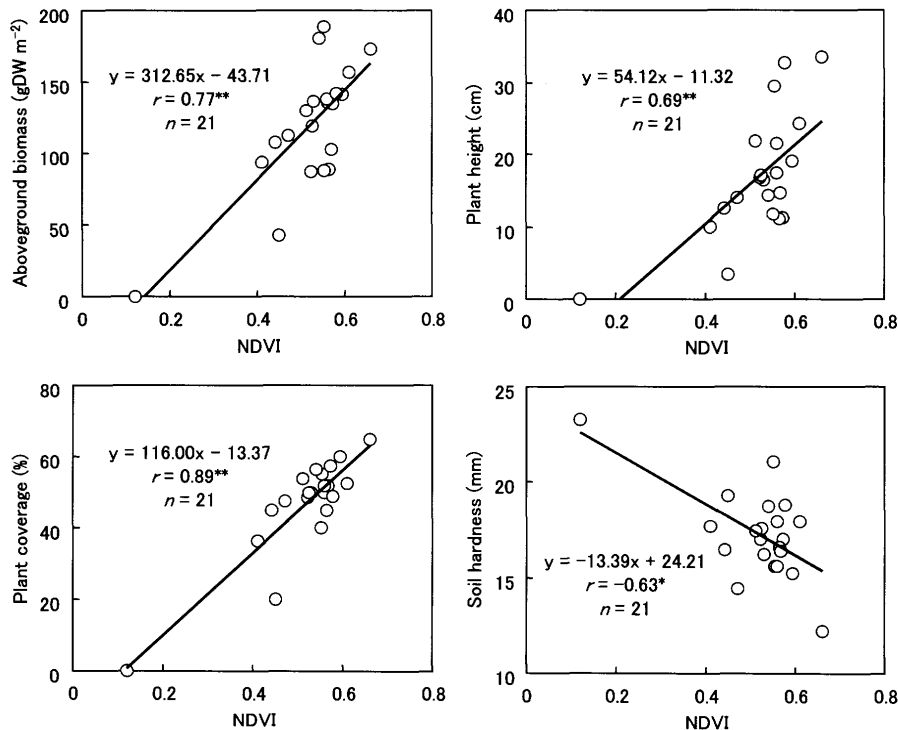 200
150
100
50
0
Aboveground biomass (gDW m⁻²)
y = 312.65x − 43.71
r = 0.77**
n = 21
0 0.2 0.4 0.6 0.8
NDVI
40
30
20
10
0
Plant height (cm)
y = 54.12x − 11.32
r = 0.69**
n = 21
0 0.2 0.4 0.6 0.8
NDVI
80
60
40
20
0
Plant coverage (%)
y = 116.00x − 13.37
r = 0.89**
n = 21
0 0.2 0.4 0.6 0.8
NDVI
25
20
15
10
Soil hardness (mm)
y = −13.39x + 24.21
r = −0.63*
n = 21
0 0.2 0.4 0.6 0.8
NDVI